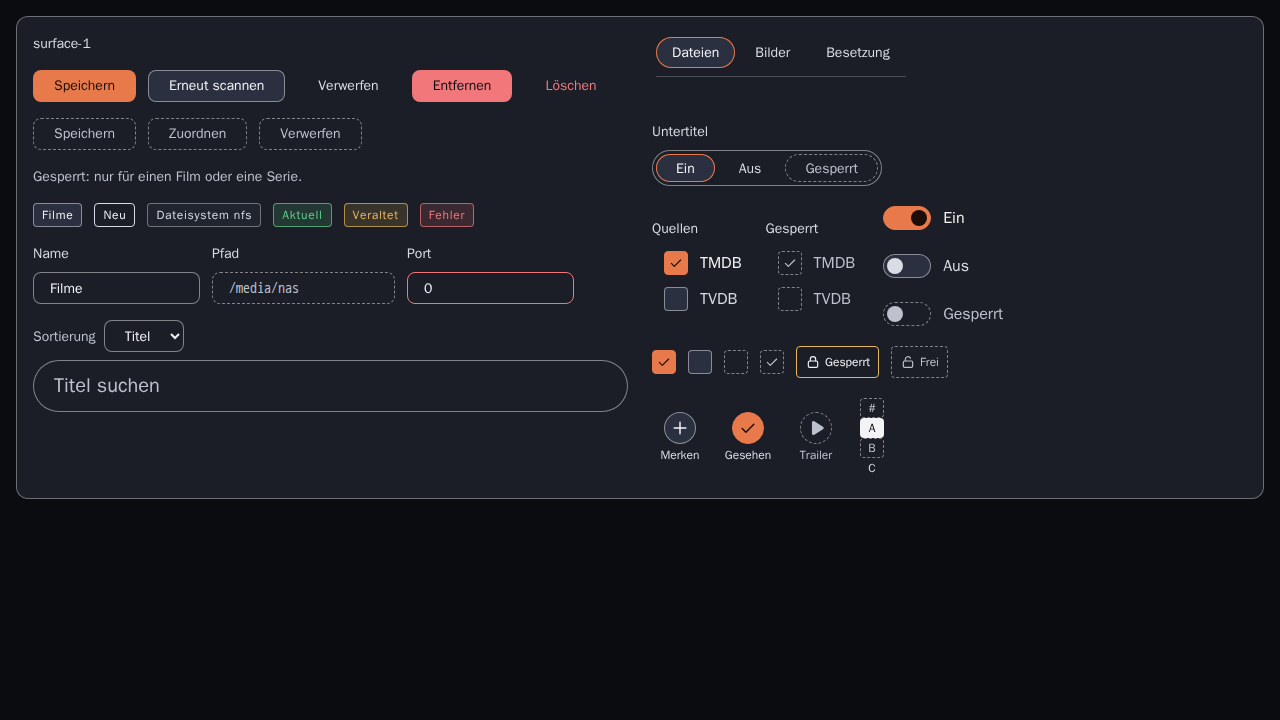 surface-1
Speichern Erneut scannen Verwerfen Entfernen Löschen
Speichern Zuordnen Verwerfen
Gesperrt: nur für einen Film oder eine Serie.
Filme Neu Dateisystem nfs Aktuell Veraltet Fehler
Name Pfad Port
Filme /media/nas 0
Sortierung Titel
Titel suchen
Dateien Bilder Besetzung
Untertitel
Ein Aus Gesperrt
Quellen Gesperrt
TMDB TMDB
TVDB TVDB
Ein
Aus
Gesperrt
Gesperrt Frei
Merken Gesehen Trailer
#
A
B
C